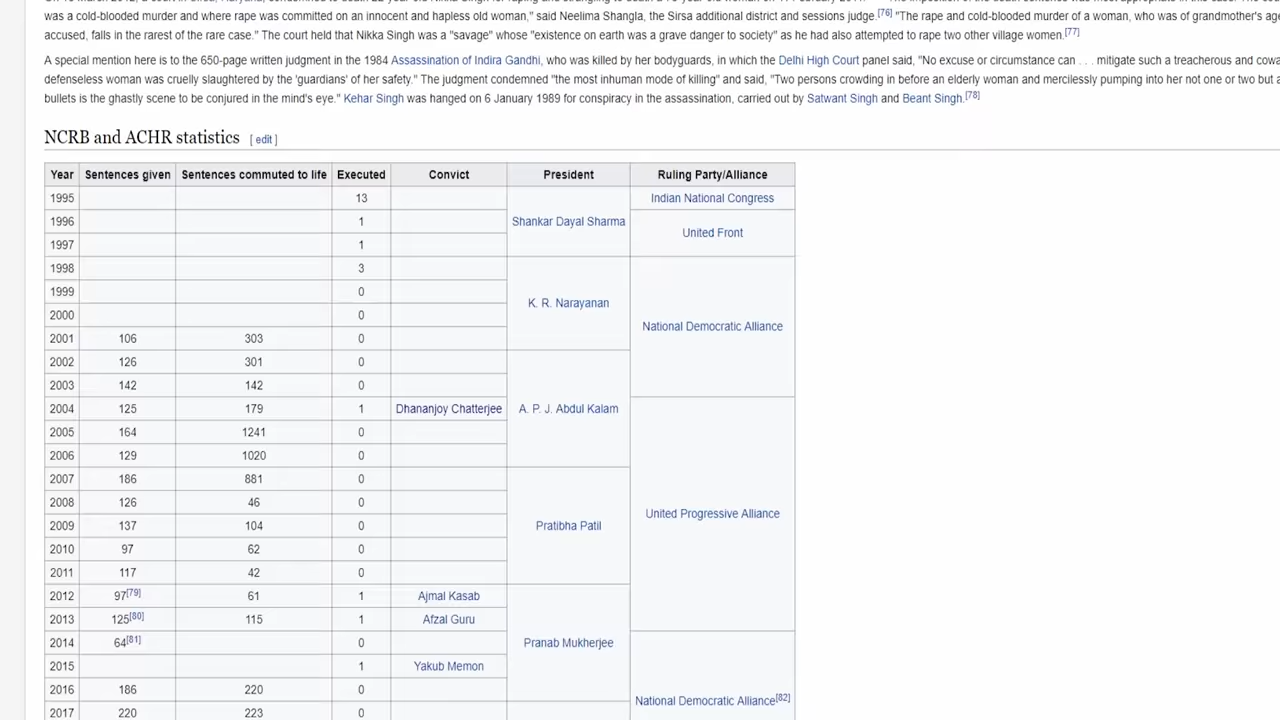 was a cold-blooded murder and where rape was committed on an innocent and hapless old woman," said Neelima Shangla, the Sirsa additional district and sessions judge.[76] "The rape and cold-blooded murder of a woman, who was of grandmother's age
accused, falls in the rarest of the rare case." The court held that Nikka Singh was a "savage" whose "existence on earth was a grave danger to society" as he had also attempted to rape two other village women.[77]
A special mention here is to the 650-page written judgment in the 1984 Assassination of Indira Gandhi, who was killed by her bodyguards, in which the Delhi High Court panel said, "No excuse or circumstance can . . . mitigate such a treacherous and cowa
defenseless woman was cruelly slaughtered by the 'guardians' of her safety." The judgment condemned "the most inhuman mode of killing" and said, "Two persons crowding in before an elderly woman and mercilessly pumping into her not one or two but a
bullets is the ghastly scene to be conjured in the mind's eye." Kehar Singh was hanged on 6 January 1989 for conspiracy in the assassination, carried out by Satwant Singh and Beant Singh.[78]
NCRB and ACHR statistics [ edit ]
Year Sentences given Sentences commuted to life Executed Convict President Ruling Party/Alliance
1995 13 Indian National Congress
1996 1 Shankar Dayal Sharma
United Front
1997 1
1998 3
1999 0
K. R. Narayanan
2000 0
National Democratic Alliance
2001 106 303 0
2002 126 301 0
2003 142 142 0
2004 125 179 1 Dhananjoy Chatterjee A. P. J. Abdul Kalam
2005 164 1241 0
2006 129 1020 0
2007 186 881 0
2008 126 46 0
United Progressive Alliance
2009 137 104 0 Pratibha Patil
2010 97 62 0
2011 117 42 0
2012 97[79] 61 1 Ajmal Kasab
2013 125[80] 115 1 Afzal Guru
2014 64[81] 0 Pranab Mukherjee
2015 1 Yakub Memon
2016 186 220 0
National Democratic Alliance[82]
2017 220 223 0